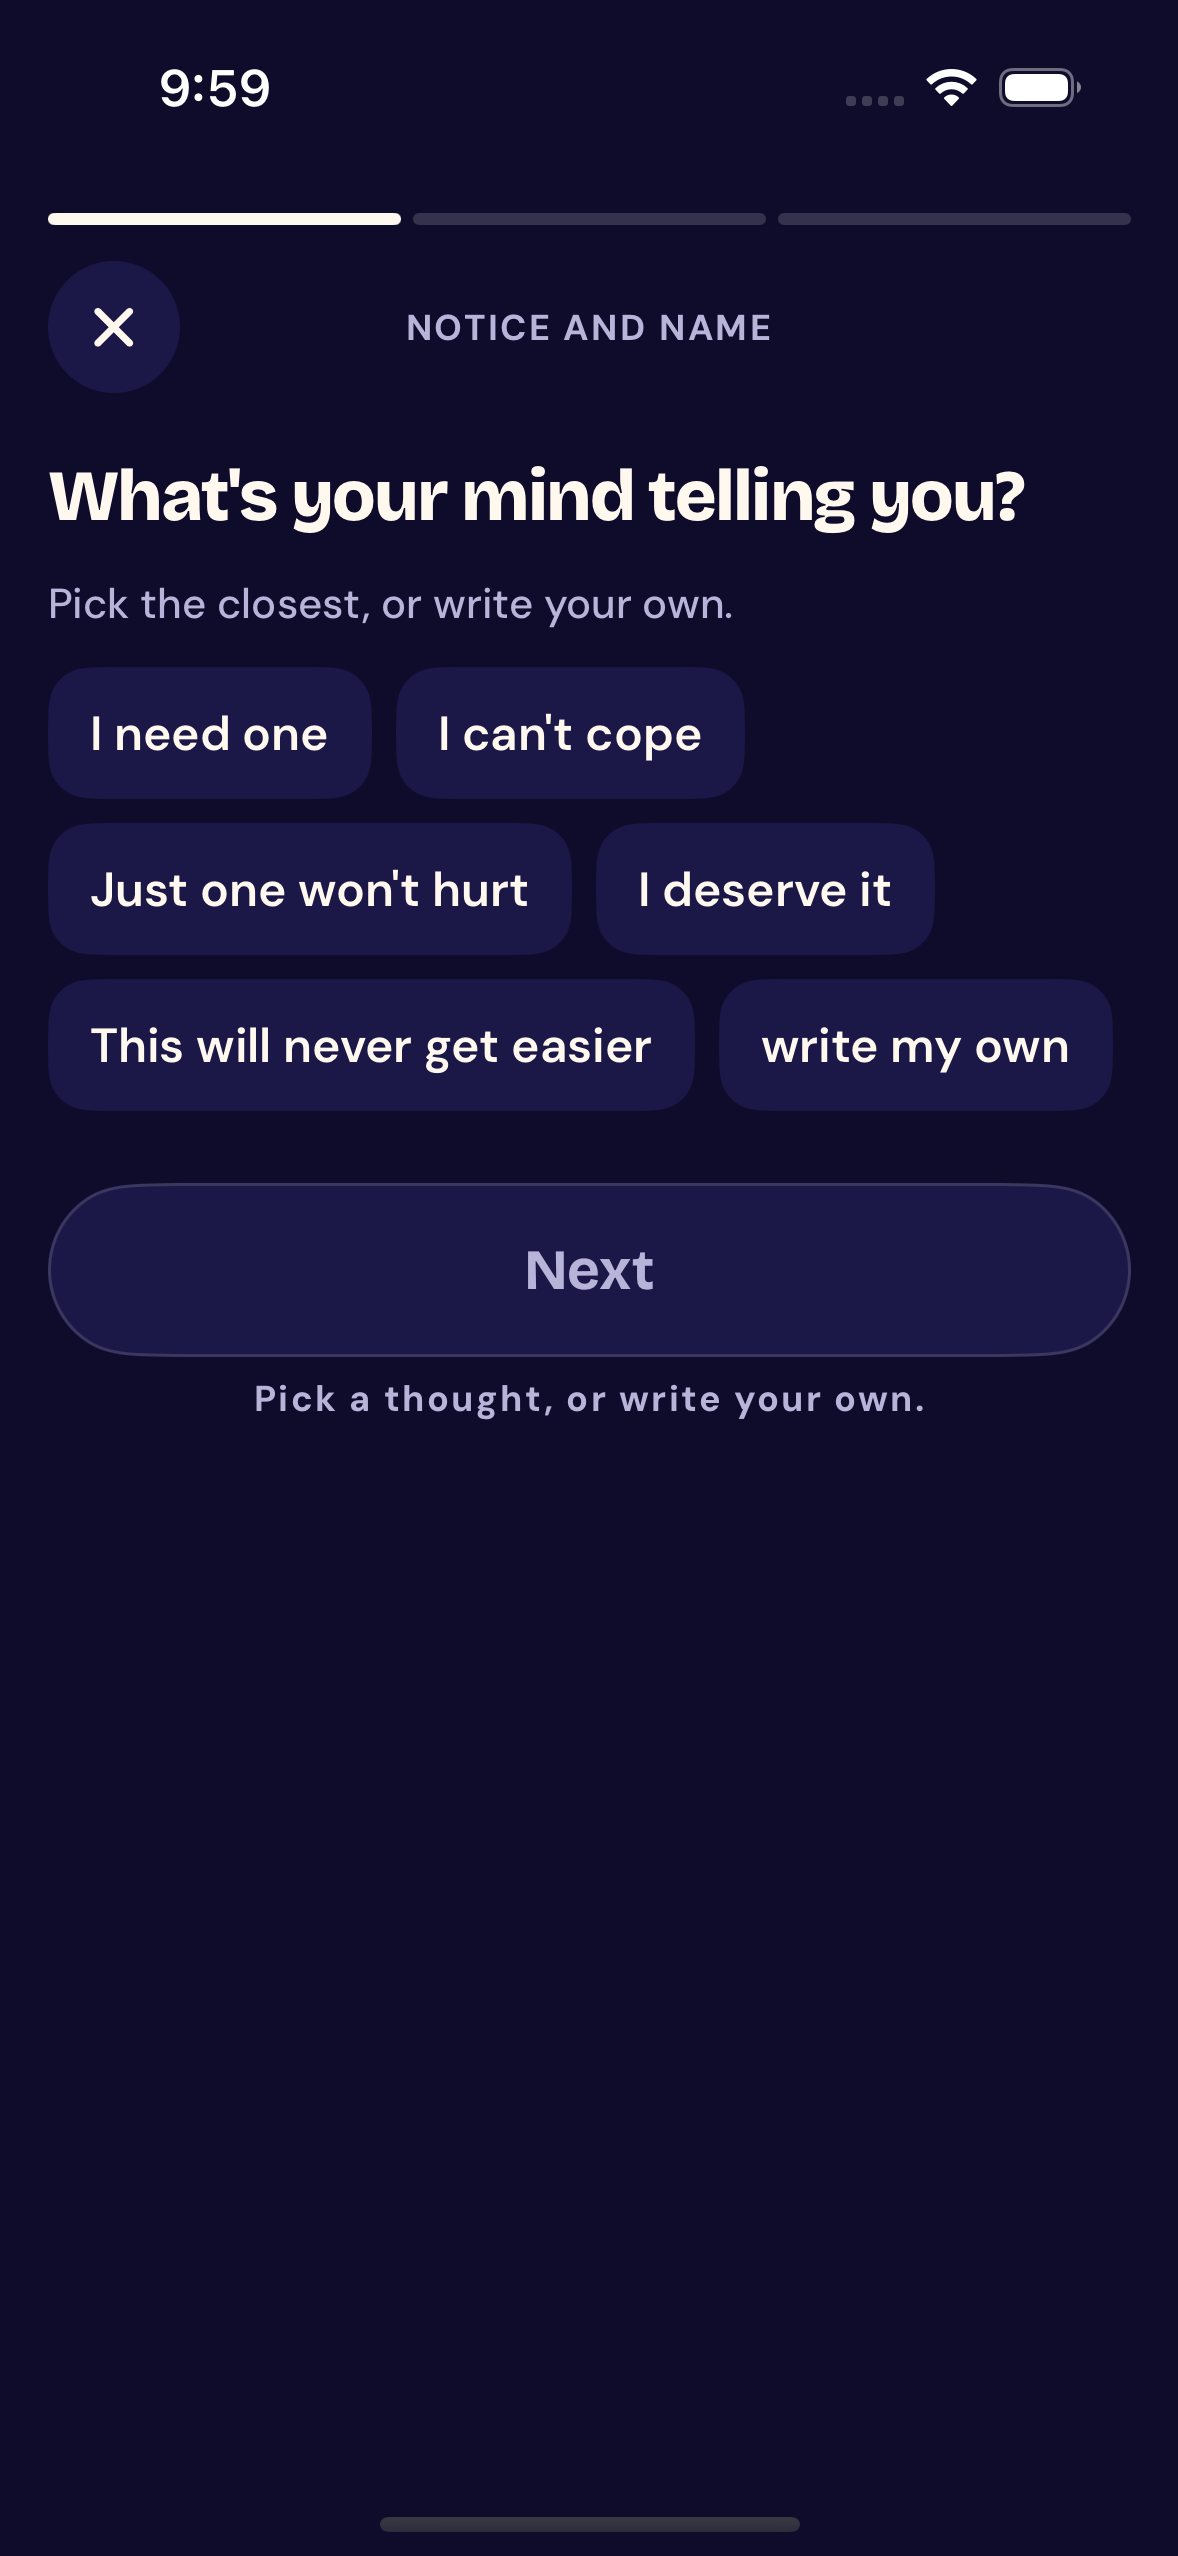 9:59
NOTICE AND NAME
What's your mind telling you?
Pick the closest, or write your own.
I need one I can't cope
Just one won't hurt I deserve it
This will never get easier write my own
Next
Pick a thought, or write your own.